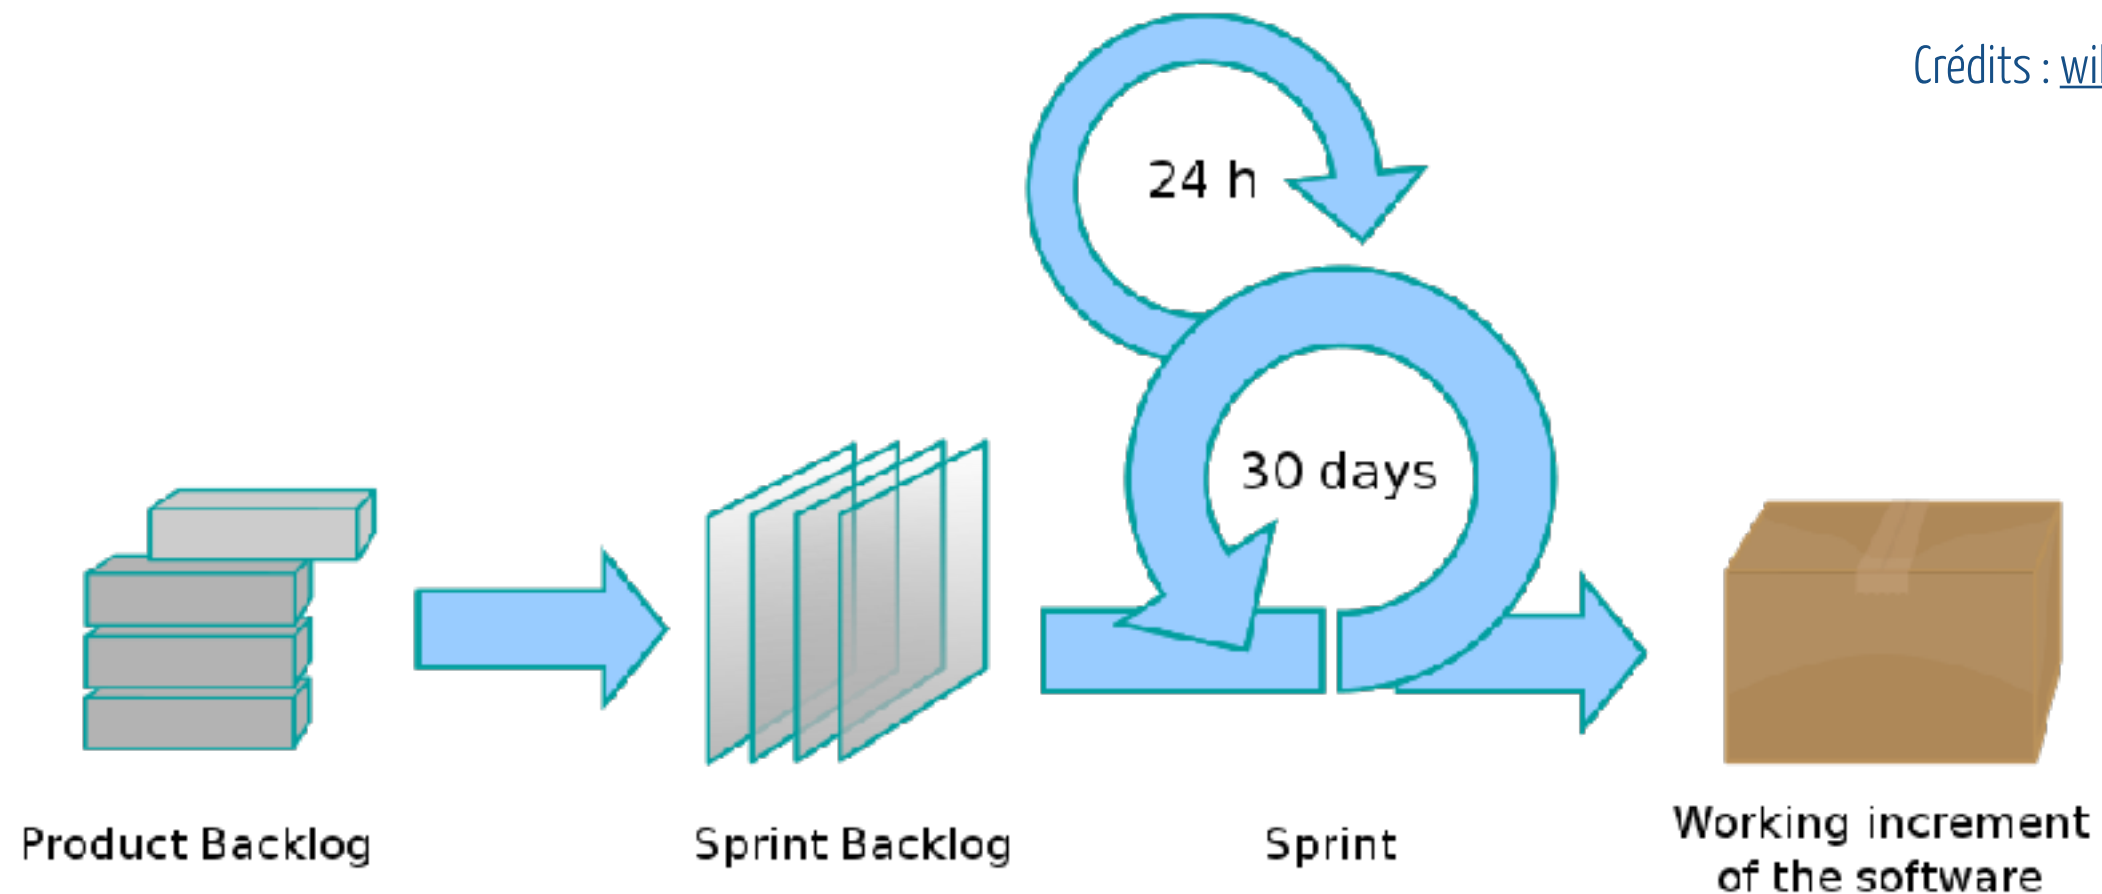 Crédits :
24 h
30 days
Product Backlog
Sprint Backlog
Sprint
Working increment
of the software